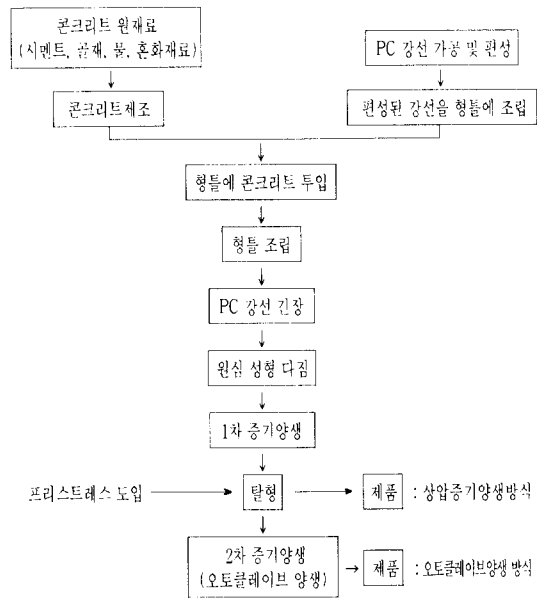 콘크리트 원재료
(시멘트, 골재, 물, 혼화재료)
PC 강선 가공 및 편성
콘크리트제조
편성된 강선을 형틀에 조립
형틀에 콘크리트 투입
형틀 조립
PC 강선 긴장
원심 성형 다짐
1차 증기양생
프리스트레스 도입
탈형
제품 : 상압증기양생방식
2차 증기양생
(오토클레이브 양생)
제품 : 오토클레이브양생 방식